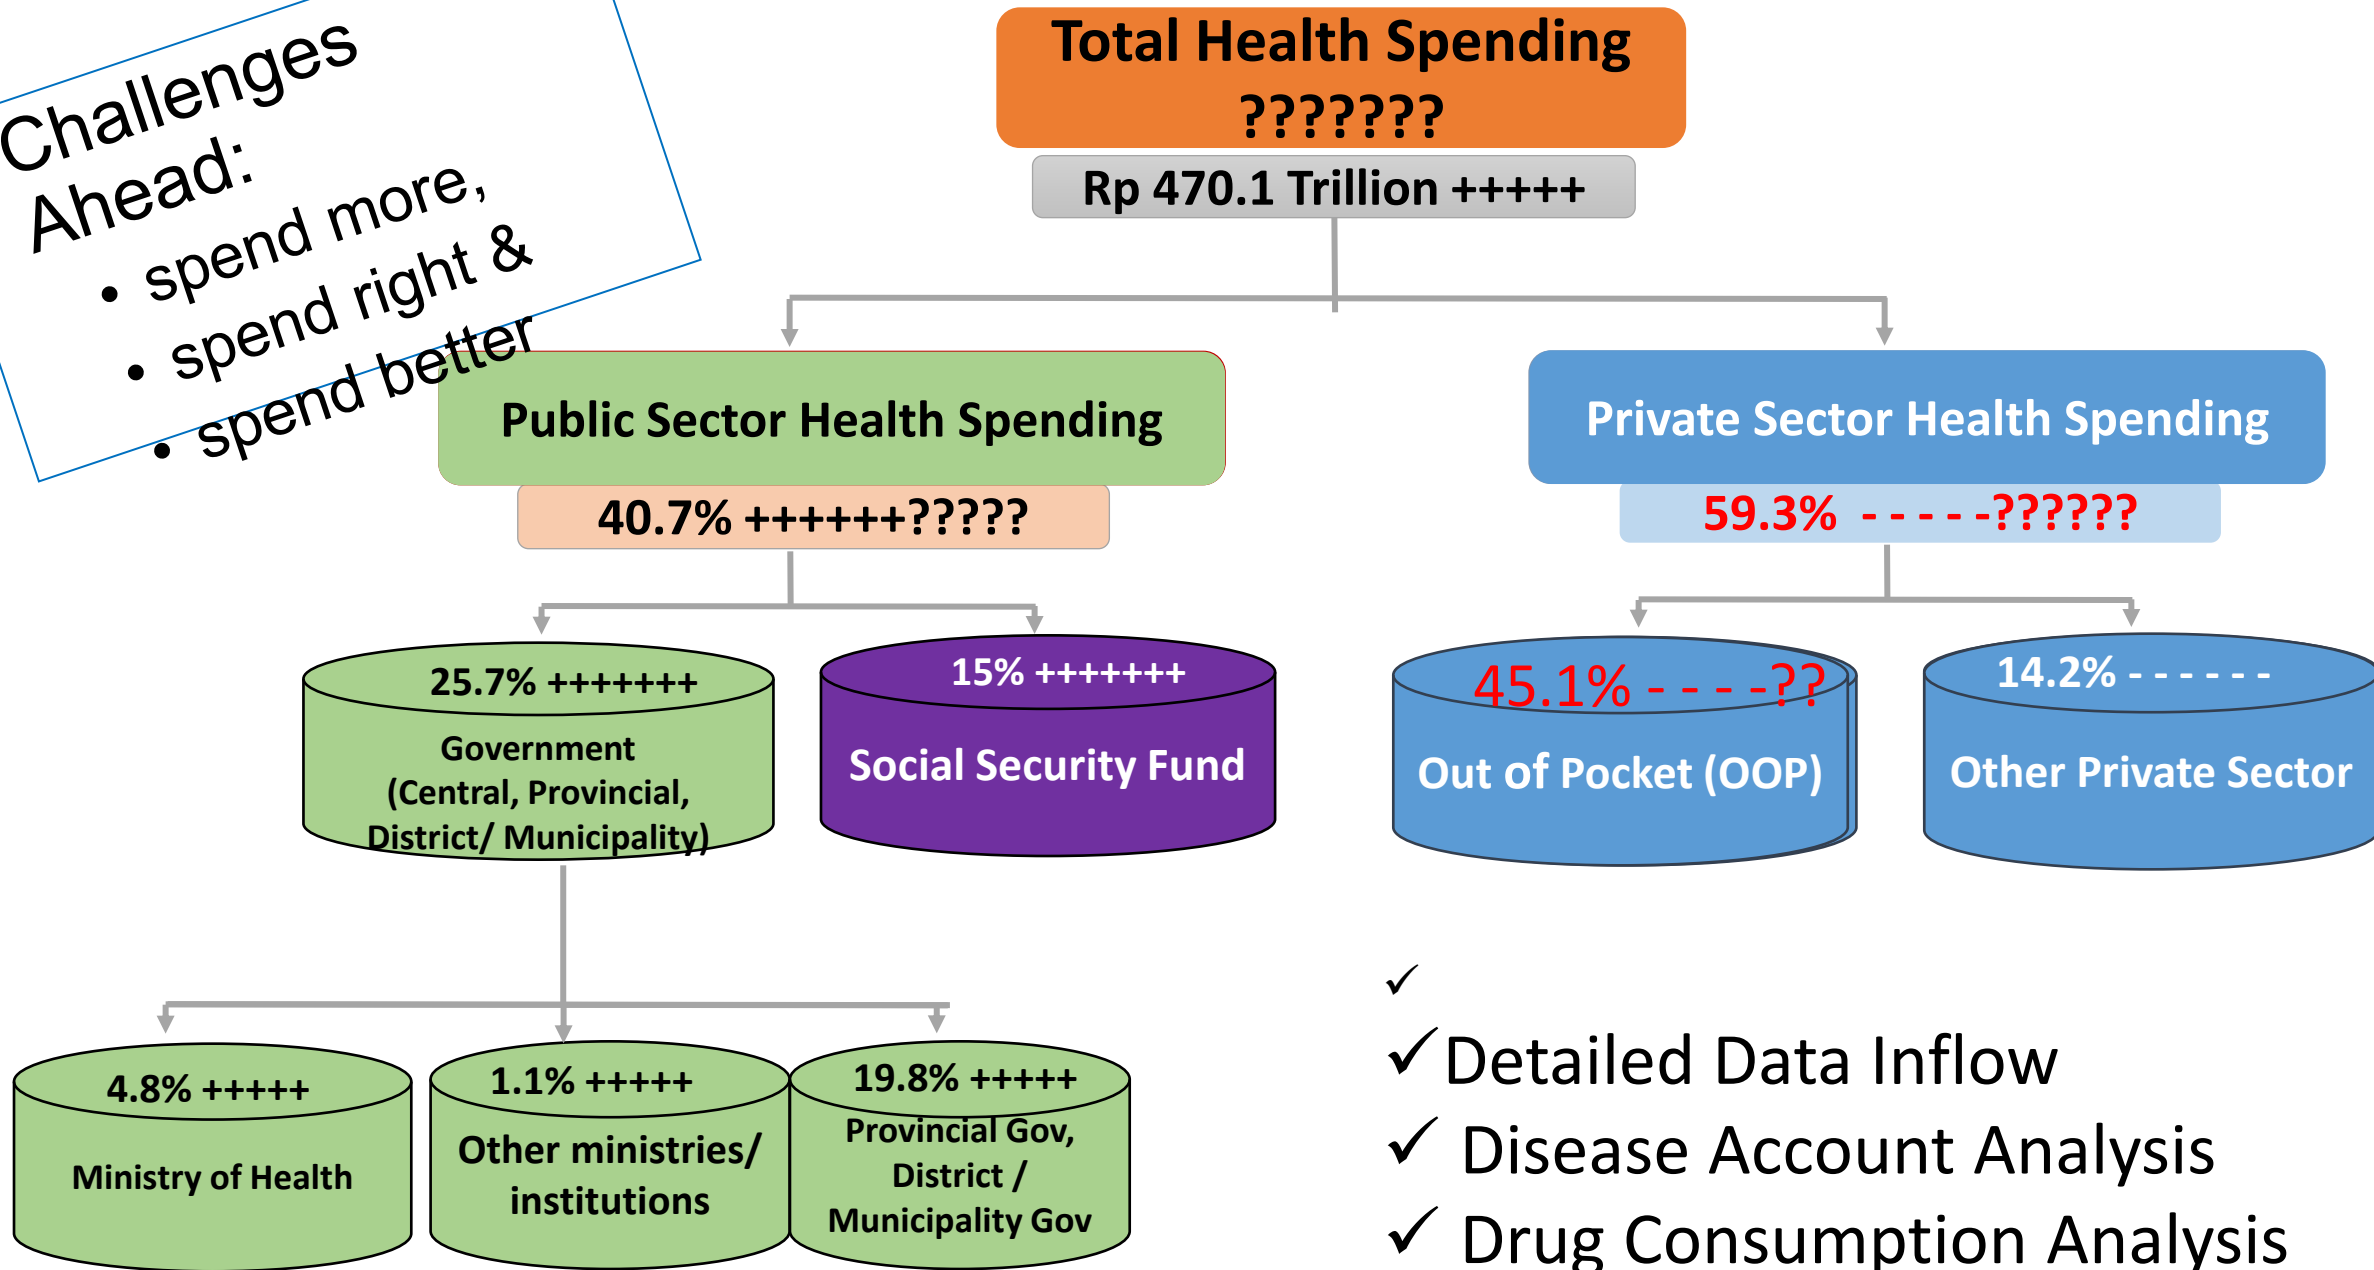 Challenges
Ahead:
• spend more,
• spend right &
• spend better
Total Health Spending
???????
Rp 470.1 Trillion +++++
Public Sector Health Spending
40.7% ++++++?????
Private Sector Health Spending
59.3% - - - - -??????
25.7% +++++++
Government
(Central, Provincial,
District/ Municipality)
15% +++++++
Social Security Fund
45.1% - - - -??
Out of Pocket (OOP)
14.2% - - - - - -
Other Private Sector
4.8% +++++
Ministry of Health
1.1% +++++
Other ministries/
institutions
19.8% +++++
Provincial Gov,
District /
Municipality Gov
✓
✓Detailed Data Inflow
✓ Disease Account Analysis
✓ Drug Consumption Analysis